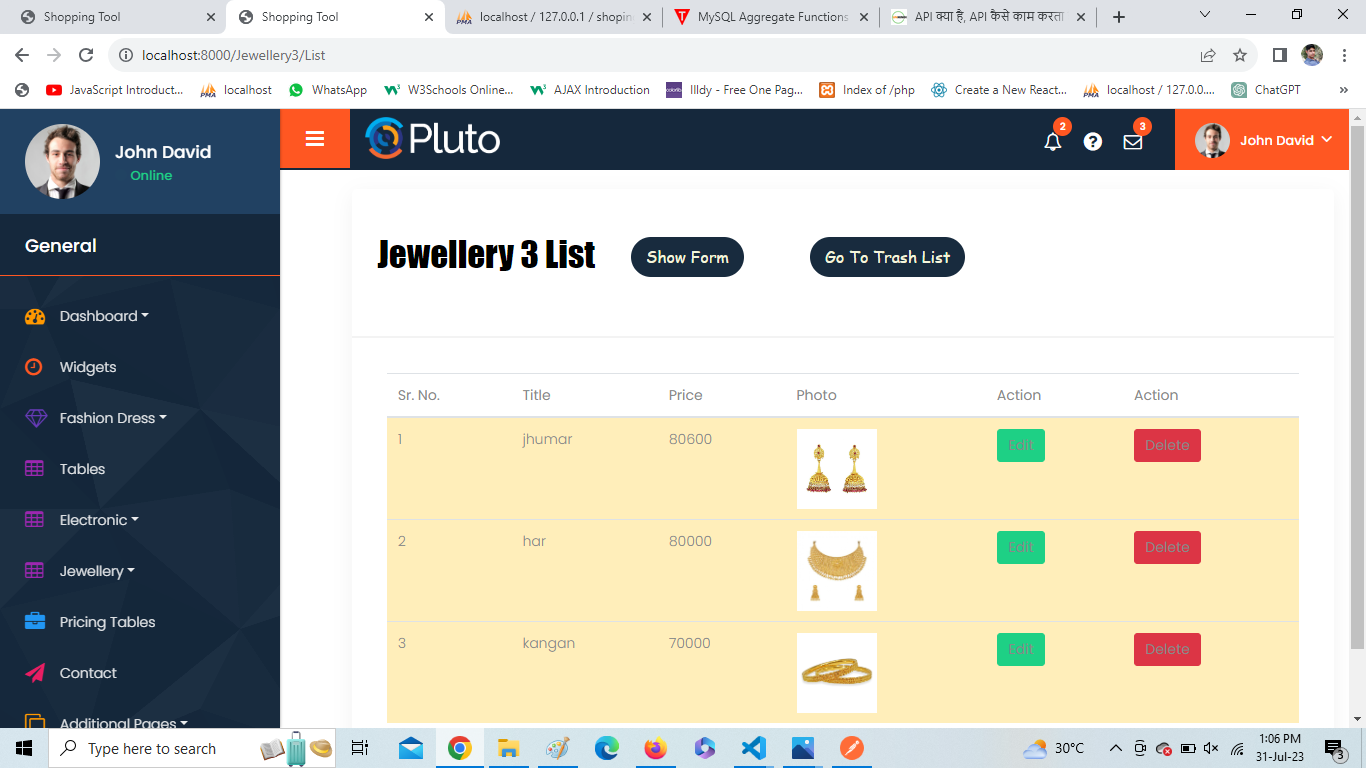 Shopping Tool
Shopping Tool
localhost / 127.0.0.1 / shopin
MySQL Aggregate Functions
API क्या है, API कैसे काम करता
localhost:8000/Jewellery3/List
JavaScript Introduct...
localhost
WhatsApp
W3Schools Online...
AJAX Introduction
Illdy - Free One Pag...
Index of /php
Create a New React...
localhost / 127.0.0....
ChatGPT
John David
Online
Pluto
2
3
John David
General
Jewellery 3 List
Show Form
Go To Trash List
Dashboard
Widgets
Fashion Dress
Tables
Electronic
Jewellery
Pricing Tables
Contact
Additional Pages
Sr. No. Title Price Photo Action Action
1 jhumar 80600 Edit Delete
2 har 80000 Edit Delete
3 kangan 70000 Edit Delete
Type here to search
30°C
1:06 PM
31-Jul-23
3